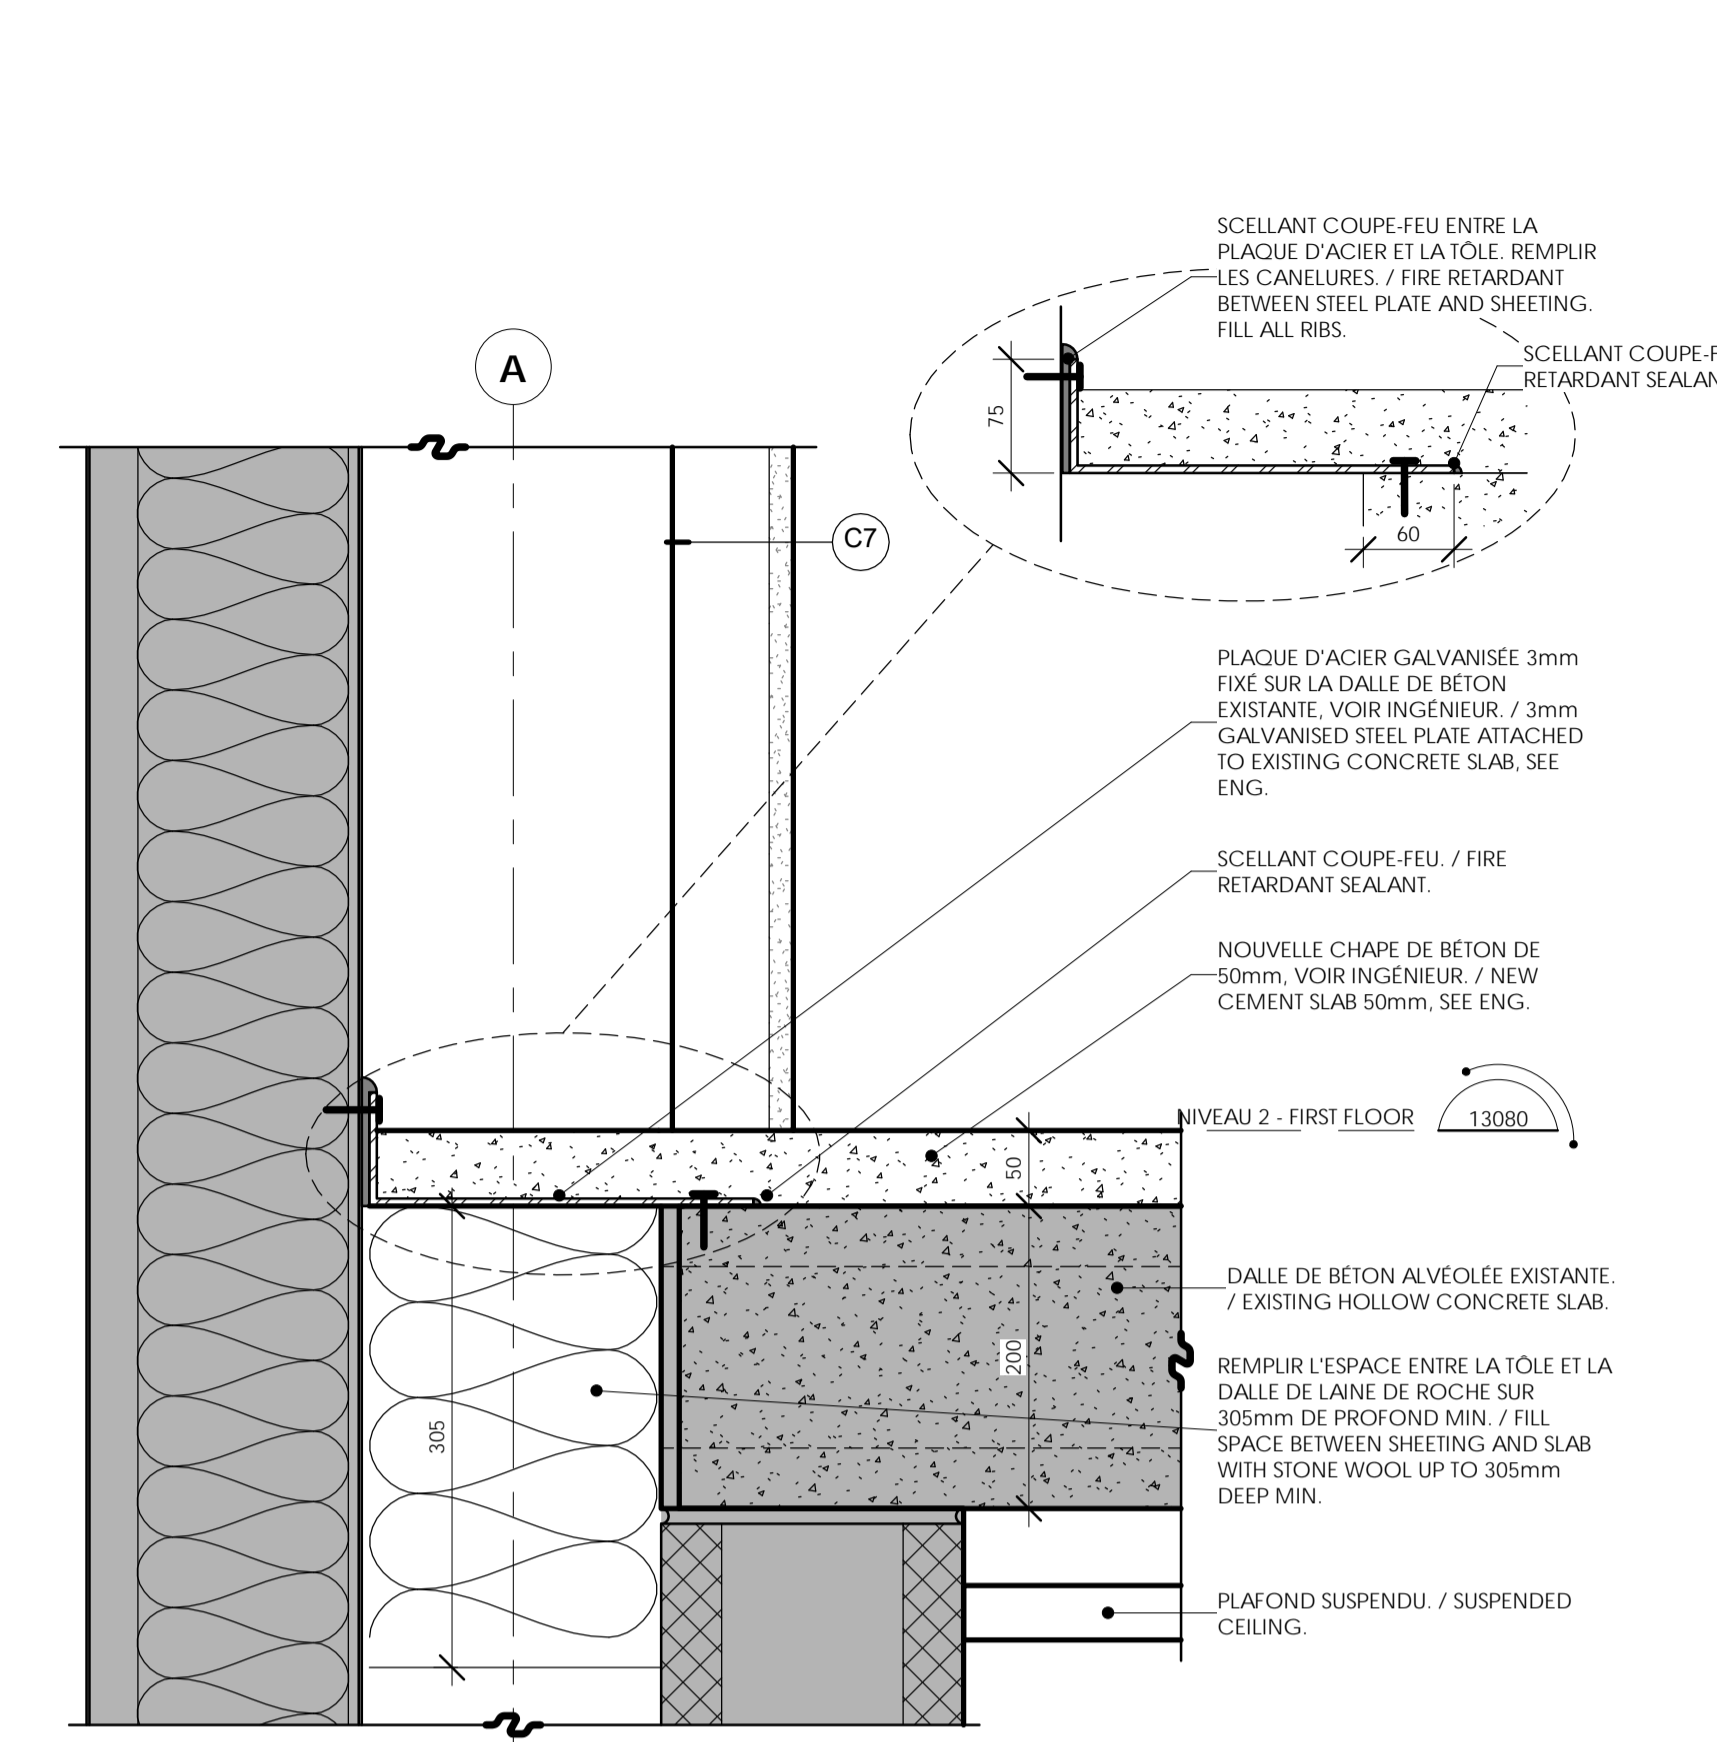 SCELLANT COUPE-FEU ENTRE LA
PLAQUE D'ACIER ET LA TÔLE. REMPLIR
LES CANELURES. / FIRE RETARDANT
BETWEEN STEEL PLATE AND SHEETING.
FILL ALL RIBS.
SCELLANT COUPE-F
RETARDANT SEALAN
A
75
C7
60
PLAQUE D'ACIER GALVANISÉE 3mm
FIXÉ SUR LA DALLE DE BÉTON
EXISTANTE, VOIR INGÉNIEUR. / 3mm
GALVANISED STEEL PLATE ATTACHED
TO EXISTING CONCRETE SLAB, SEE
ENG.
SCELLANT COUPE-FEU. / FIRE
RETARDANT SEALANT.
NOUVELLE CHAPE DE BÉTON DE
50mm, VOIR INGÉNIEUR. / NEW
CEMENT SLAB 50mm, SEE ENG.
NIVEAU 2 - FIRST FLOOR
13080
50
DALLE DE BÉTON ALVÉOLÉE EXISTANTE.
/ EXISTING HOLLOW CONCRETE SLAB.
200
305
REMPLIR L'ESPACE ENTRE LA TÔLE ET LA
DALLE DE LAINE DE ROCHE SUR
305mm DE PROFOND MIN. / FILL
SPACE BETWEEN SHEETING AND SLAB
WITH STONE WOOL UP TO 305mm
DEEP MIN.
PLAFOND SUSPENDU. / SUSPENDED
CEILING.